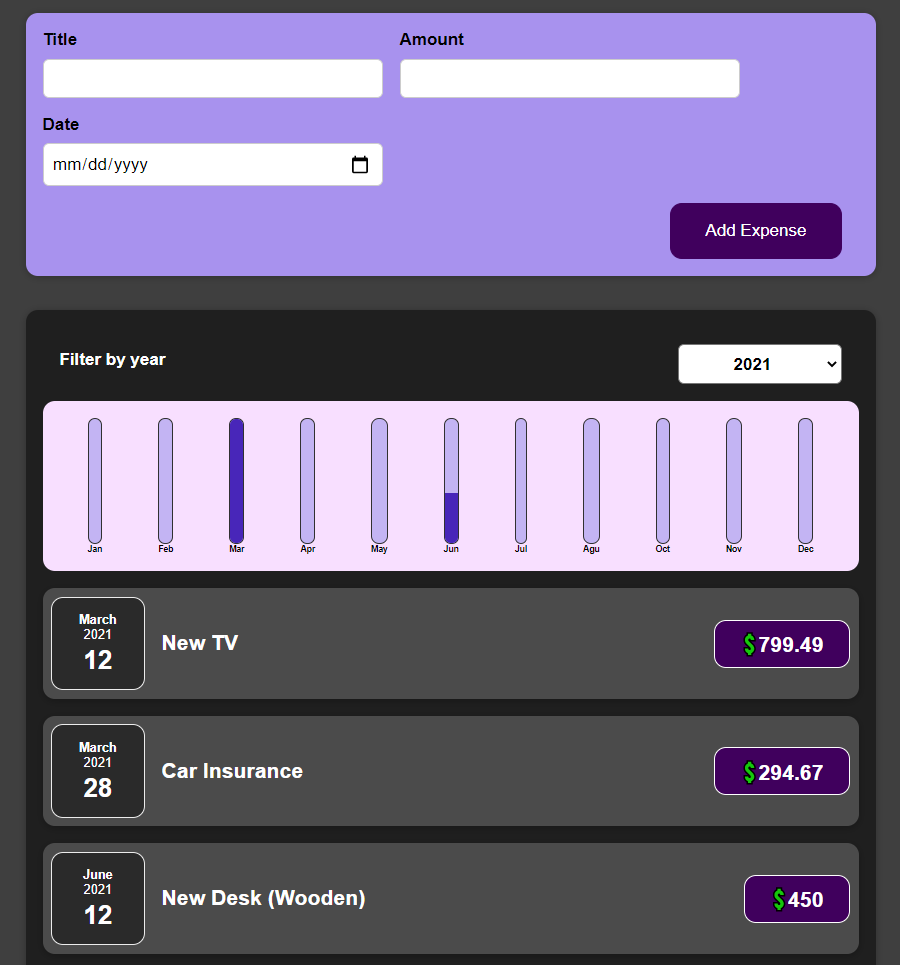 Title Amount
Date
mm/dd/yyyy
Add Expense
Filter by year 2021
Jan Feb Mar Apr May Jun Jul Agu Oct Nov Dec
March
2021
12
New TV
$799.49
March
2021
28
Car Insurance
$294.67
June
2021
12
New Desk (Wooden)
$450